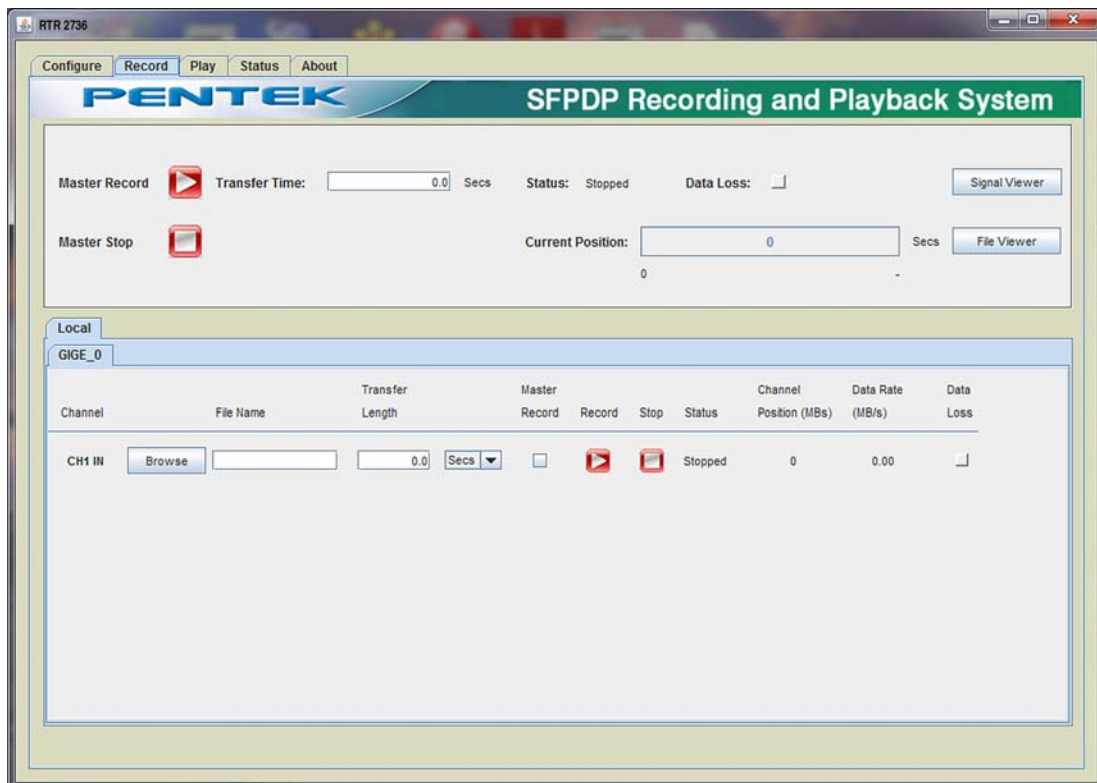 RTR 2736
Configure Record Play Status About
PENTEK SFPDP Recording and Playback System
Master Record Transfer Time: 0.0 Secs Status: Stopped Data Loss: Signal Viewer
Master Stop Current Position: 0 Secs File Viewer
0 -
Local
GIGE_0
Transfer Master Channel Data Rate Data
Channel File Name Length Record Record Stop Status Position (MBs) (MB/s) Loss
CH1 IN Browse 0.0 Secs Stopped 0 0.00